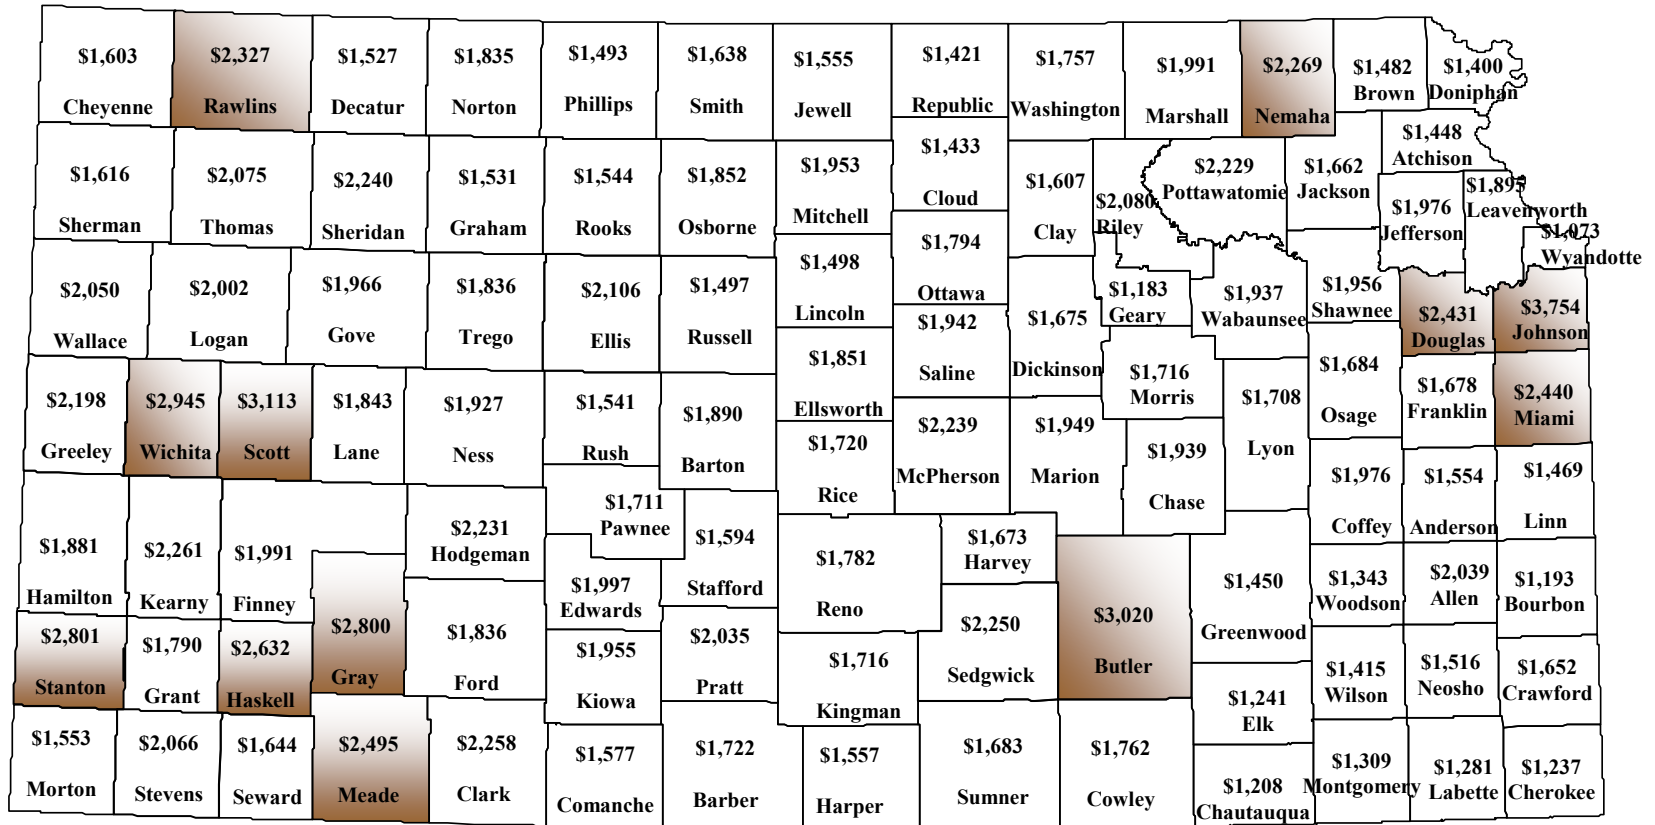 $1,603
Cheyenne
$2,327
Rawlins
$1,527
Decatur
$1,835
Norton
$1,493
Phillips
$1,638
Smith
$1,555
Jewell
$1,421
Republic
$1,757
Washington
$1,991
Marshall
$2,269
Nemaha
$1,482
Brown
$1,400
Doniphan
$1,448
Atchison
$1,616
Sherman
$2,075
Thomas
$2,240
Sheridan
$1,531
Graham
$1,544
Rooks
$1,852
Osborne
$1,953
Mitchell
$1,433
Cloud
$1,607
Clay
$2,080
Riley
$2,229
Pottawatomie
$1,662
Jackson
$1,976
Jefferson
$1,895
Leavenworth
$1,073
Wyandotte
$2,050
Wallace
$2,002
Logan
$1,966
Gove
$1,836
Trego
$2,106
Ellis
$1,497
Russell
$1,498
Lincoln
$1,794
Ottawa
$1,675
Dickinson
$1,183
Geary
$1,937
Wabaunsee
$1,956
Shawnee
$2,431
Douglas
$3,754
Johnson
$2,198
Greeley
$2,945
Wichita
$3,113
Scott
$1,843
Lane
$1,927
Ness
$1,541
Rush
$1,890
Barton
$1,851
Ellsworth
$1,942
Saline
$1,716
Morris
$1,708
Lyon
$1,684
Osage
$1,678
Franklin
$2,440
Miami
$1,720
Rice
$2,239
McPherson
$1,949
Marion
$1,939
Chase
$1,976
Coffey
$1,554
Anderson
$1,469
Linn
$1,881
Hamilton
$2,261
Kearny
$1,991
Finney
$2,231
Hodgeman
$1,711
Pawnee
$1,594
Stafford
$1,997
Edwards
$1,782
Reno
$1,673
Harvey
$3,020
Butler
$1,450
Greenwood
$1,343
Woodson
$2,039
Allen
$1,193
Bourbon
$2,801
Stanton
$1,790
Grant
$2,632
Haskell
$2,800
Gray
$1,836
Ford
$1,955
Kiowa
$2,035
Pratt
$1,716
Kingman
$2,250
Sedgwick
$1,241
Elk
$1,415
Wilson
$1,516
Neosho
$1,652
Crawford
$1,553
Morton
$2,066
Stevens
$1,644
Seward
$2,495
Meade
$2,258
Clark
$1,577
Comanche
$1,722
Barber
$1,557
Harper
$1,683
Sumner
$1,762
Cowley
$1,208
Chautauqua
$1,309
Montgomery
$1,281
Labette
$1,237
Cherokee